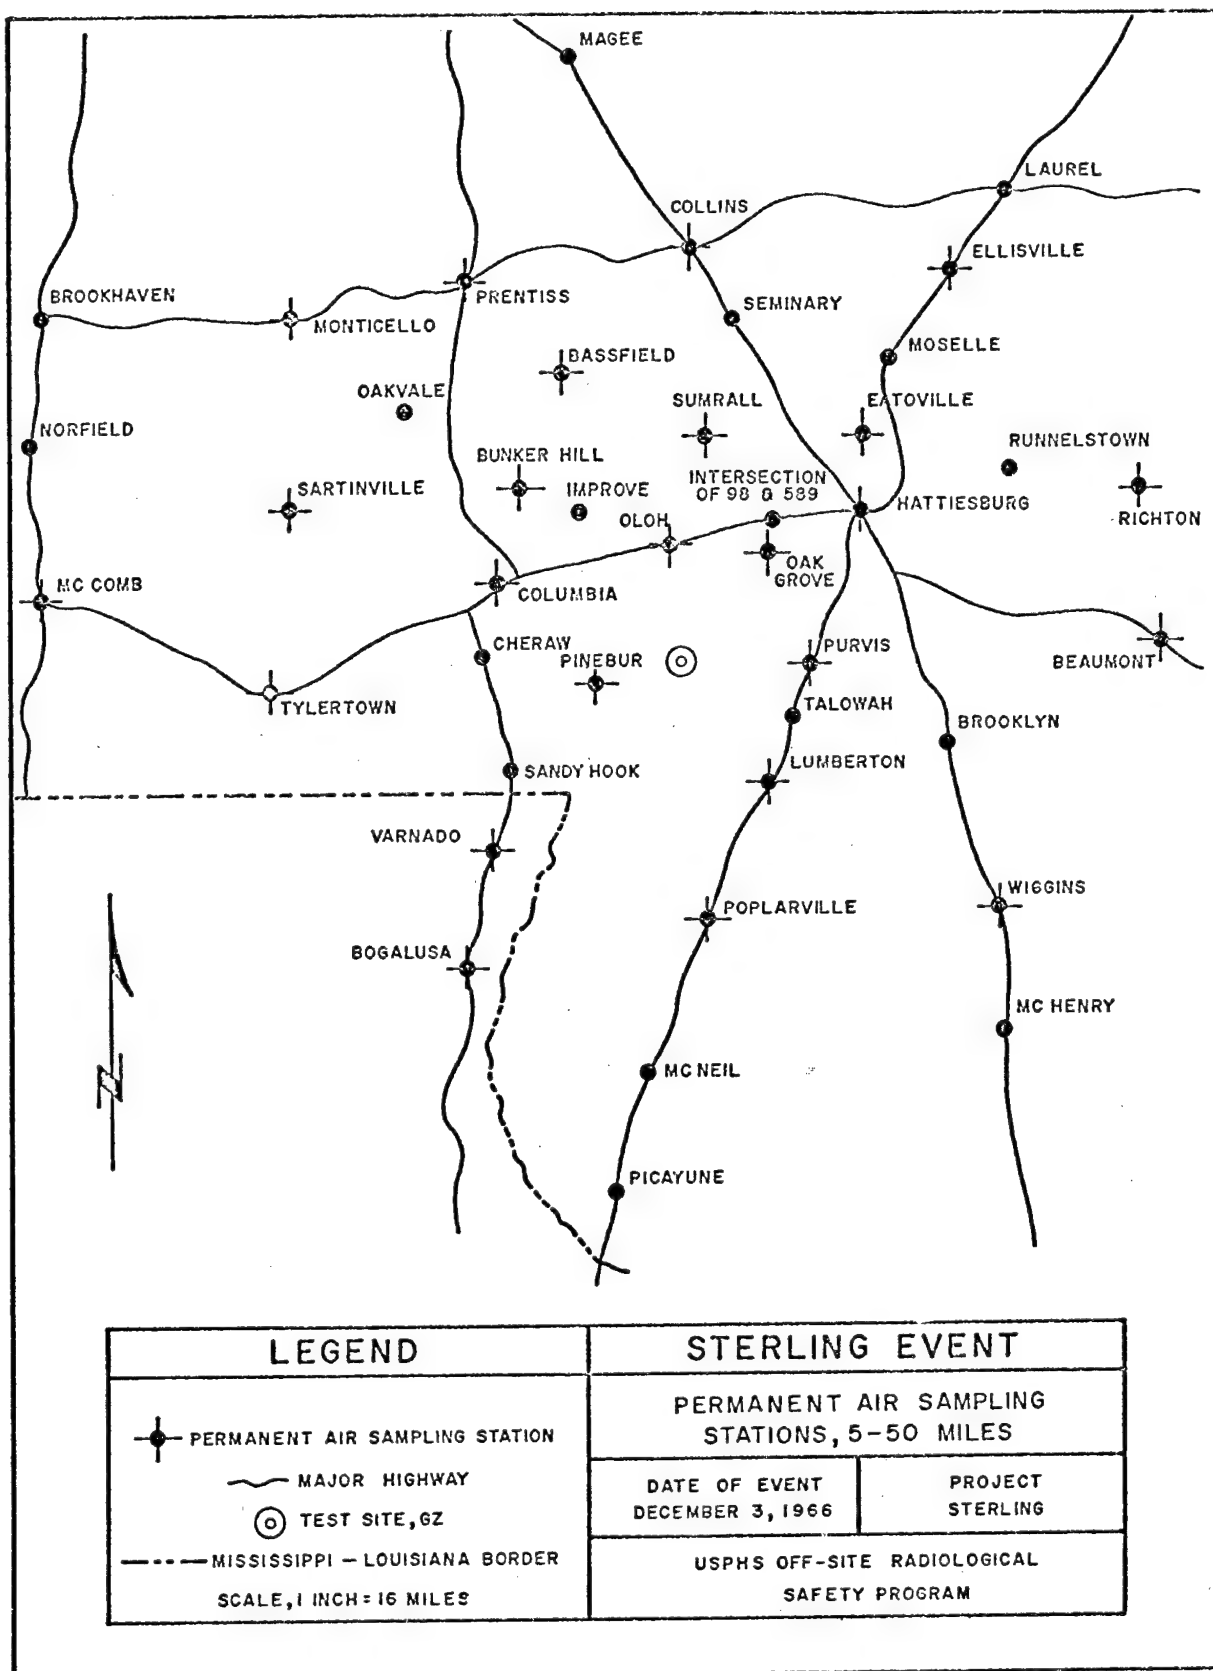 MAGEE
LAUREL
COLLINS
ELLISVILLE
BROOKHAVEN
PRENTISS
SEMINARY
MONTICELLO
MOSELLE
BASSFIELD
OAKVALE
SUMRALL
EATOVILLE
NORFIELD
RUNNELSTOWN
BUNKER HILL
INTERSECTION
OF 98 & 589
SARTINVILLE
IMPROVE
HATTIESBURG
RICHTON
OLOH
OAK
GROVE
MC COMB
COLUMBIA
CHERAW
PINEBUR
PURVIS
BEAUMONT
TYLERTOWN
TALOWAH
BROOKLYN
SANDY HOOK
LUMBERTON
VARNADO
WIGGINS
POPLARVILLE
BOGALUSA
MC HENRY
MC NEIL
N
PICAYUNE
LEGEND
PERMANENT AIR SAMPLING STATION
MAJOR HIGHWAY
TEST SITE, GZ
MISSISSIPPI - LOUISIANA BORDER
SCALE, 1 INCH = 16 MILES
STERLING EVENT
PERMANENT AIR SAMPLING
STATIONS, 5-50 MILES
DATE OF EVENT
DECEMBER 3, 1966
PROJECT
STERLING
USPHS OFF-SITE RADIOLOGICAL
SAFETY PROGRAM